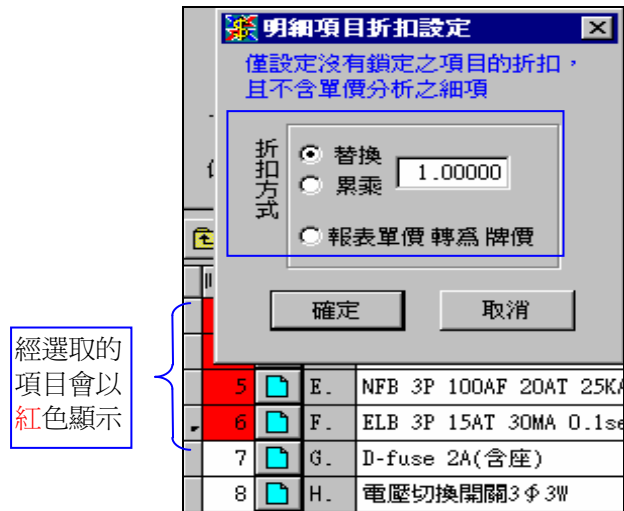 明細項目折扣設定
僅設定沒有鎖定之項目的折扣，
且不含單價分析之細項
折扣方式
替換
1.00000
累乘
報表單價 轉為 牌價
確定
取消
經選取的
項目會以
紅色顯示
5 E. NFB 3P 100AF 20AT 25KA
6 F. ELB 3P 15AT 30MA 0.1se
7 G. D-fuse 2A(含座)
8 H. 電壓切換開關3∮3W